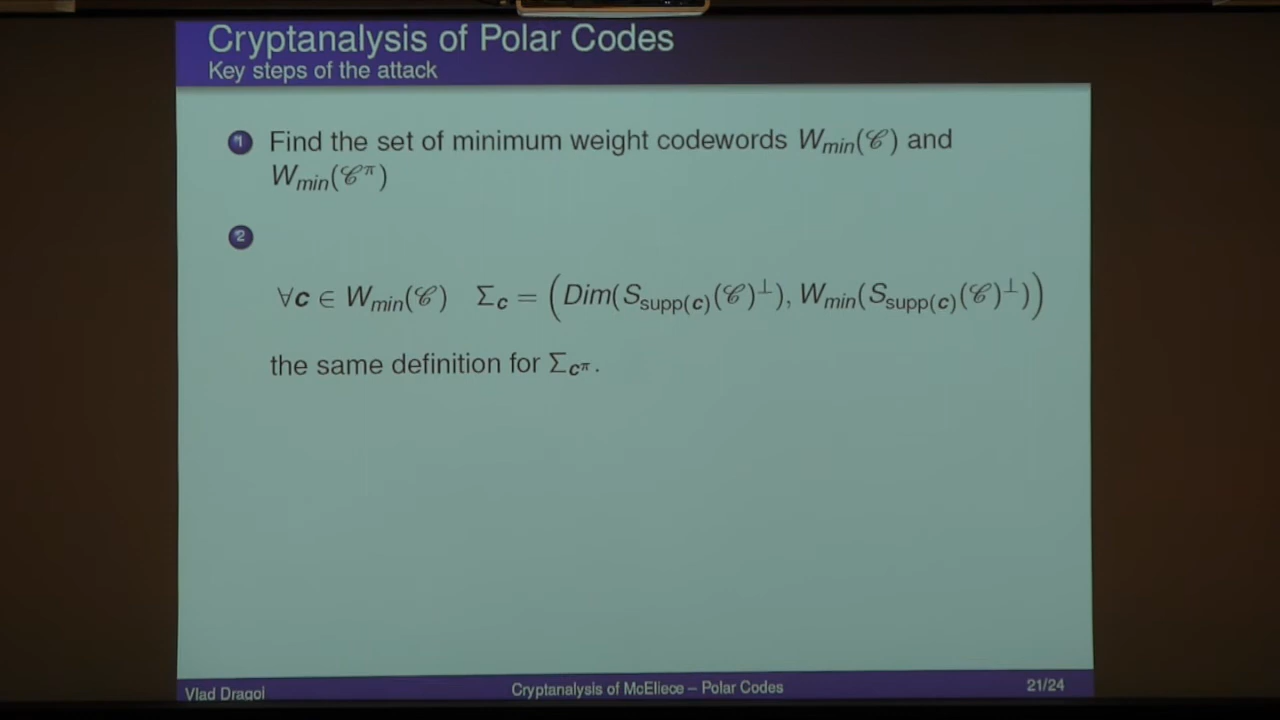 Cryptanalysis of Polar Codes
Key steps of the attack
1 Find the set of minimum weight codewords W_min(𝒞) and
W_min(𝒞^π)
2
∀c ∈ W_min(𝒞) Σ_c = (Dim(S_supp(c)(𝒞)^⊥), W_min(S_supp(c)(𝒞)^⊥))
the same definition for Σ_c^π.
Vlad Dragoi Cryptanalysis of McEliece – Polar Codes 21/24